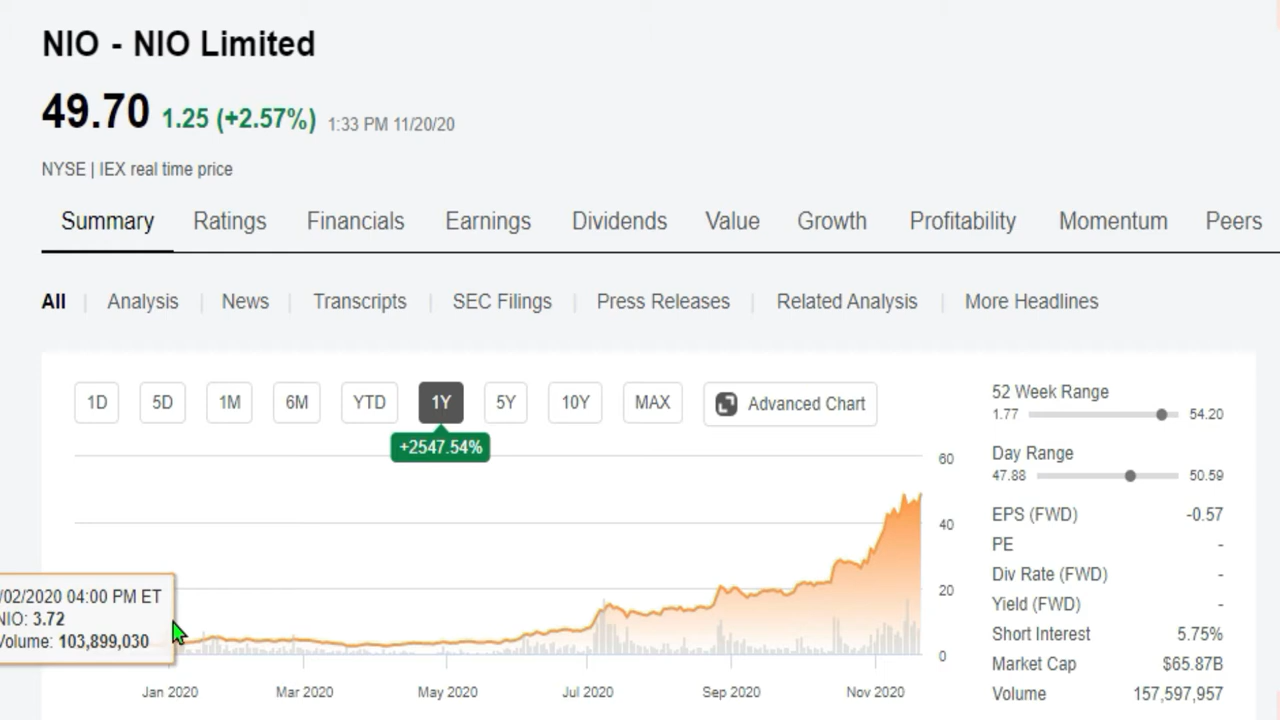 NIO - NIO Limited
49.70 1.25 (+2.57%) 1:33 PM 11/20/20
NYSE | IEX real time price
Summary Ratings Financials Earnings Dividends Value Growth Profitability Momentum Peers
All | Analysis | News | Transcripts | SEC Filings | Press Releases | Related Analysis | More Headlines
1D 5D 1M 6M YTD 1Y 5Y 10Y MAX Advanced Chart
+2547.54%
60
40
20
0
/02/2020 04:00 PM ET
NIO: 3.72
Volume: 103,899,030
Jan 2020 Mar 2020 May 2020 Jul 2020 Sep 2020 Nov 2020
52 Week Range
1.77 54.20
Day Range
47.88 50.59
EPS (FWD) -0.57
PE -
Div Rate (FWD) -
Yield (FWD) -
Short Interest 5.75%
Market Cap $65.87B
Volume 157,597,957